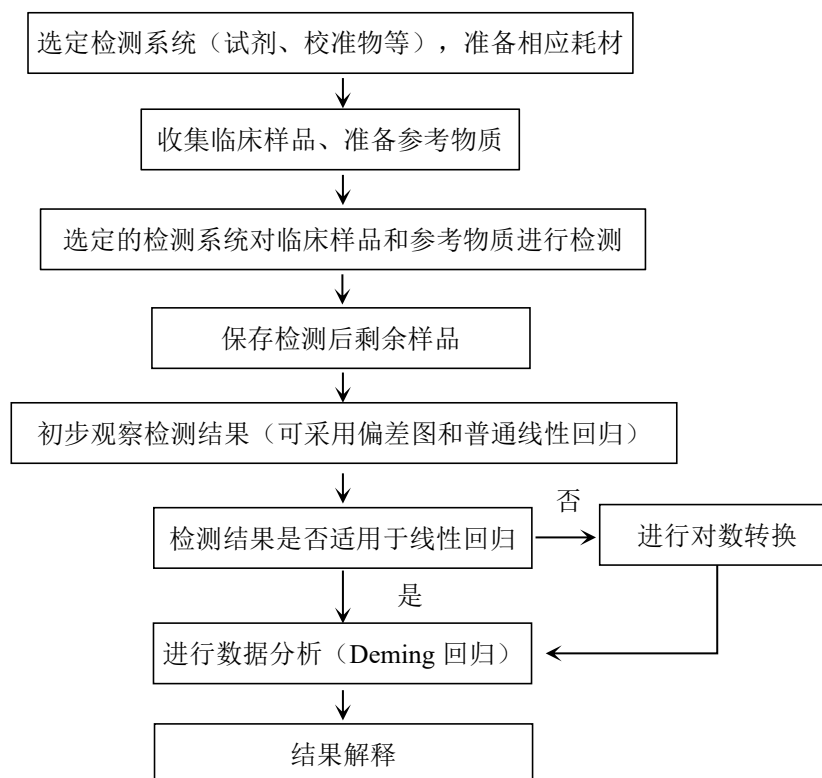 选定检测系统（试剂、校准物等），准备相应耗材
收集临床样品、准备参考物质
选定的检测系统对临床样品和参考物质进行检测
保存检测后剩余样品
初步观察检测结果（可采用偏差图和普通线性回归）
否
检测结果是否适用于线性回归
进行对数转换
是
进行数据分析（Deming 回归）
结果解释